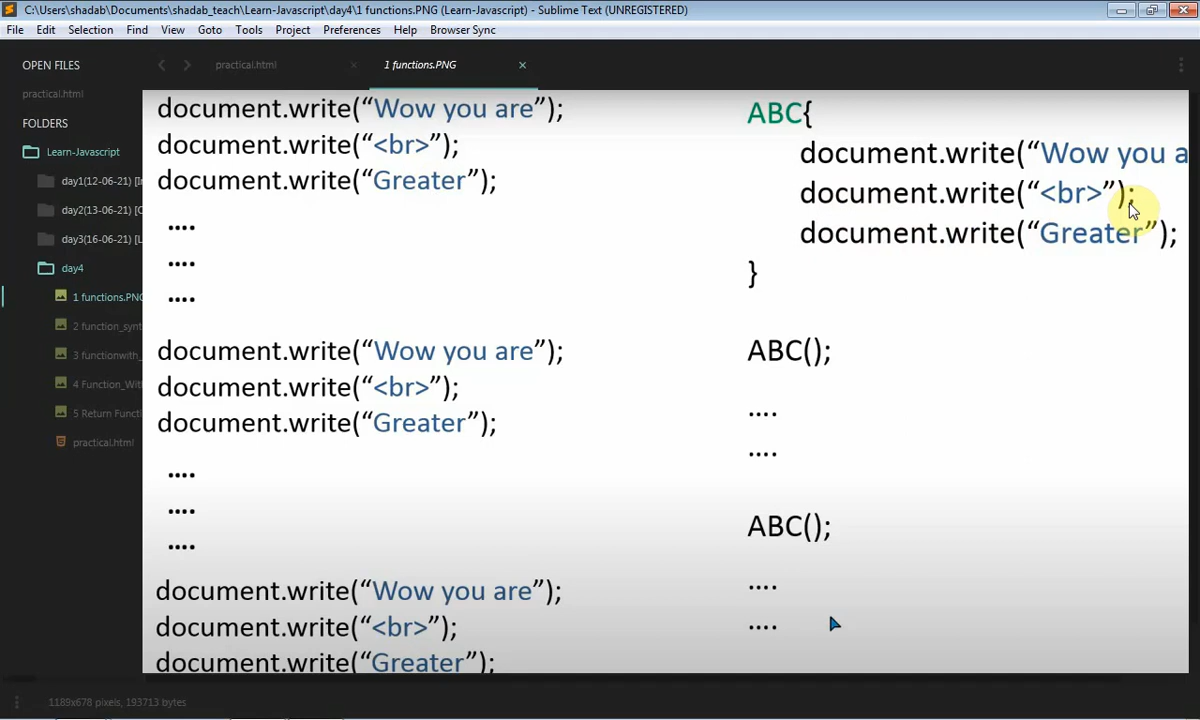 C:\Users\shadab\Documents\shadab_teach\Learn-Javascript\day4\1 functions.PNG (Learn-Javascript) - Sublime Text (UNREGISTERED)
File Edit Selection Find View Goto Tools Project Preferences Help Browser Sync
OPEN FILES
practical.html
FOLDERS
Learn-Javascript
day1(12-06-21) [In
day2(13-06-21) [C
day3(16-06-21) [L
day4
1 functions.PNG
2 function_synt
3 functionwith_
4 Function_With
5 Return Functi
practical.html
practical.html
1 functions.PNG
document.write(“Wow you are”);
document.write(“<br>”);
document.write(“Greater”);
....
....
....
document.write(“Wow you are”);
document.write(“<br>”);
document.write(“Greater”);
....
....
....
document.write(“Wow you are”);
document.write(“<br>”);
document.write(“Greater”);
ABC{
document.write(“Wow you a
document.write(“<br>”);
document.write(“Greater”);
}
ABC();
....
....
ABC();
....
....
1189x678 pixels, 193713 bytes